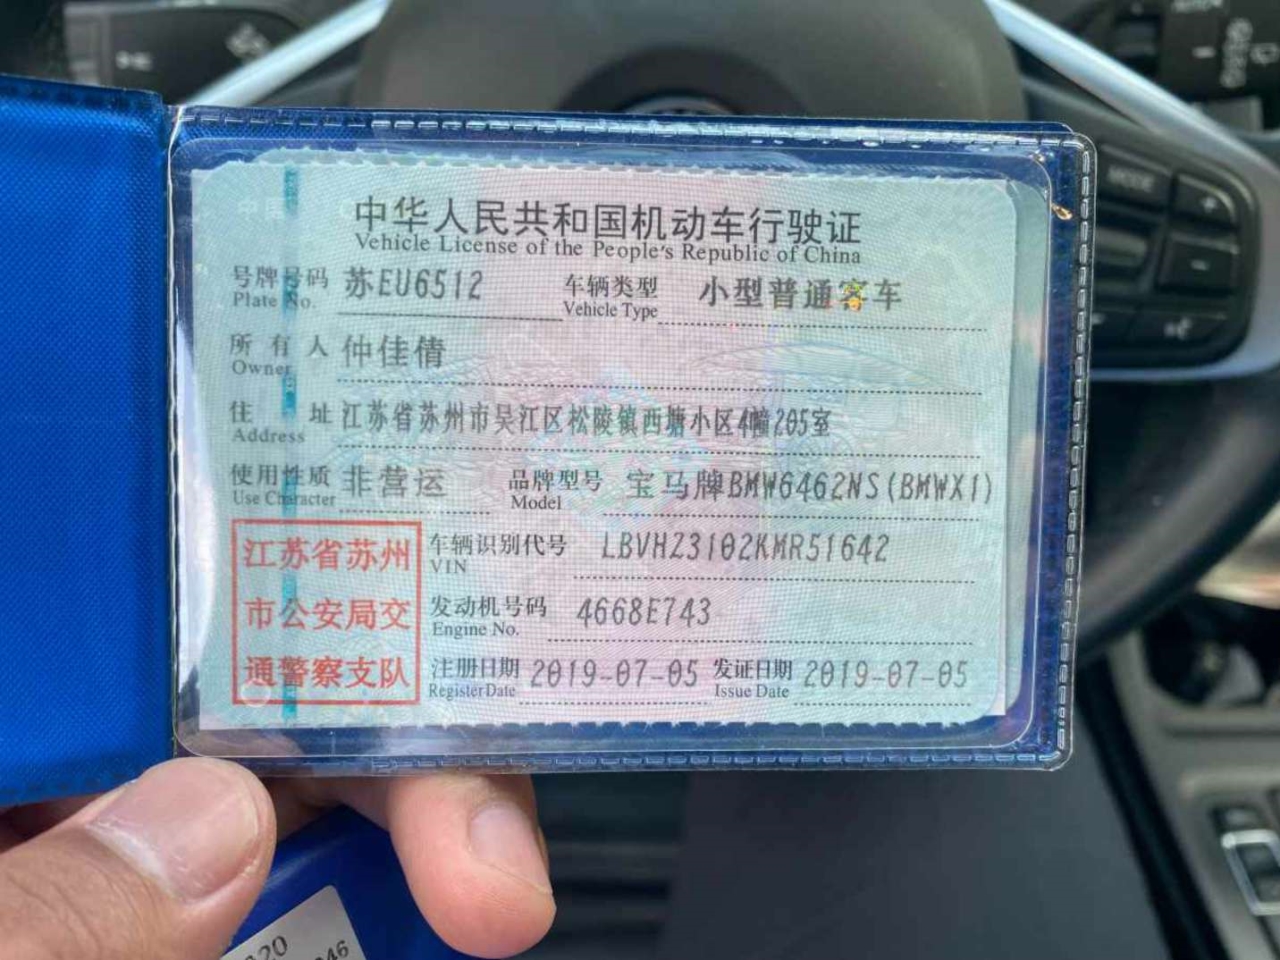 中华人民共和国机动车行驶证
Vehicle License of the People's Republic of China
号牌号码 苏EU6512 车辆类型 小型普通客车
Plate No. Vehicle Type
所有人 仲佳倩
Owner
住址 江苏省苏州市吴江区松陵镇西塘小区4幢205室
Address
使用性质 非营运 品牌型号 宝马牌BMW6462NS(BMWX1)
Use Character Model
江苏省苏州
市公安局交
通警察支队
车辆识别代号 LBVHZ3102KMR51642
VIN
发动机号码 4668E743
Engine No.
注册日期 2019-07-05 发证日期 2019-07-05
Register Date Issue Date
MODE